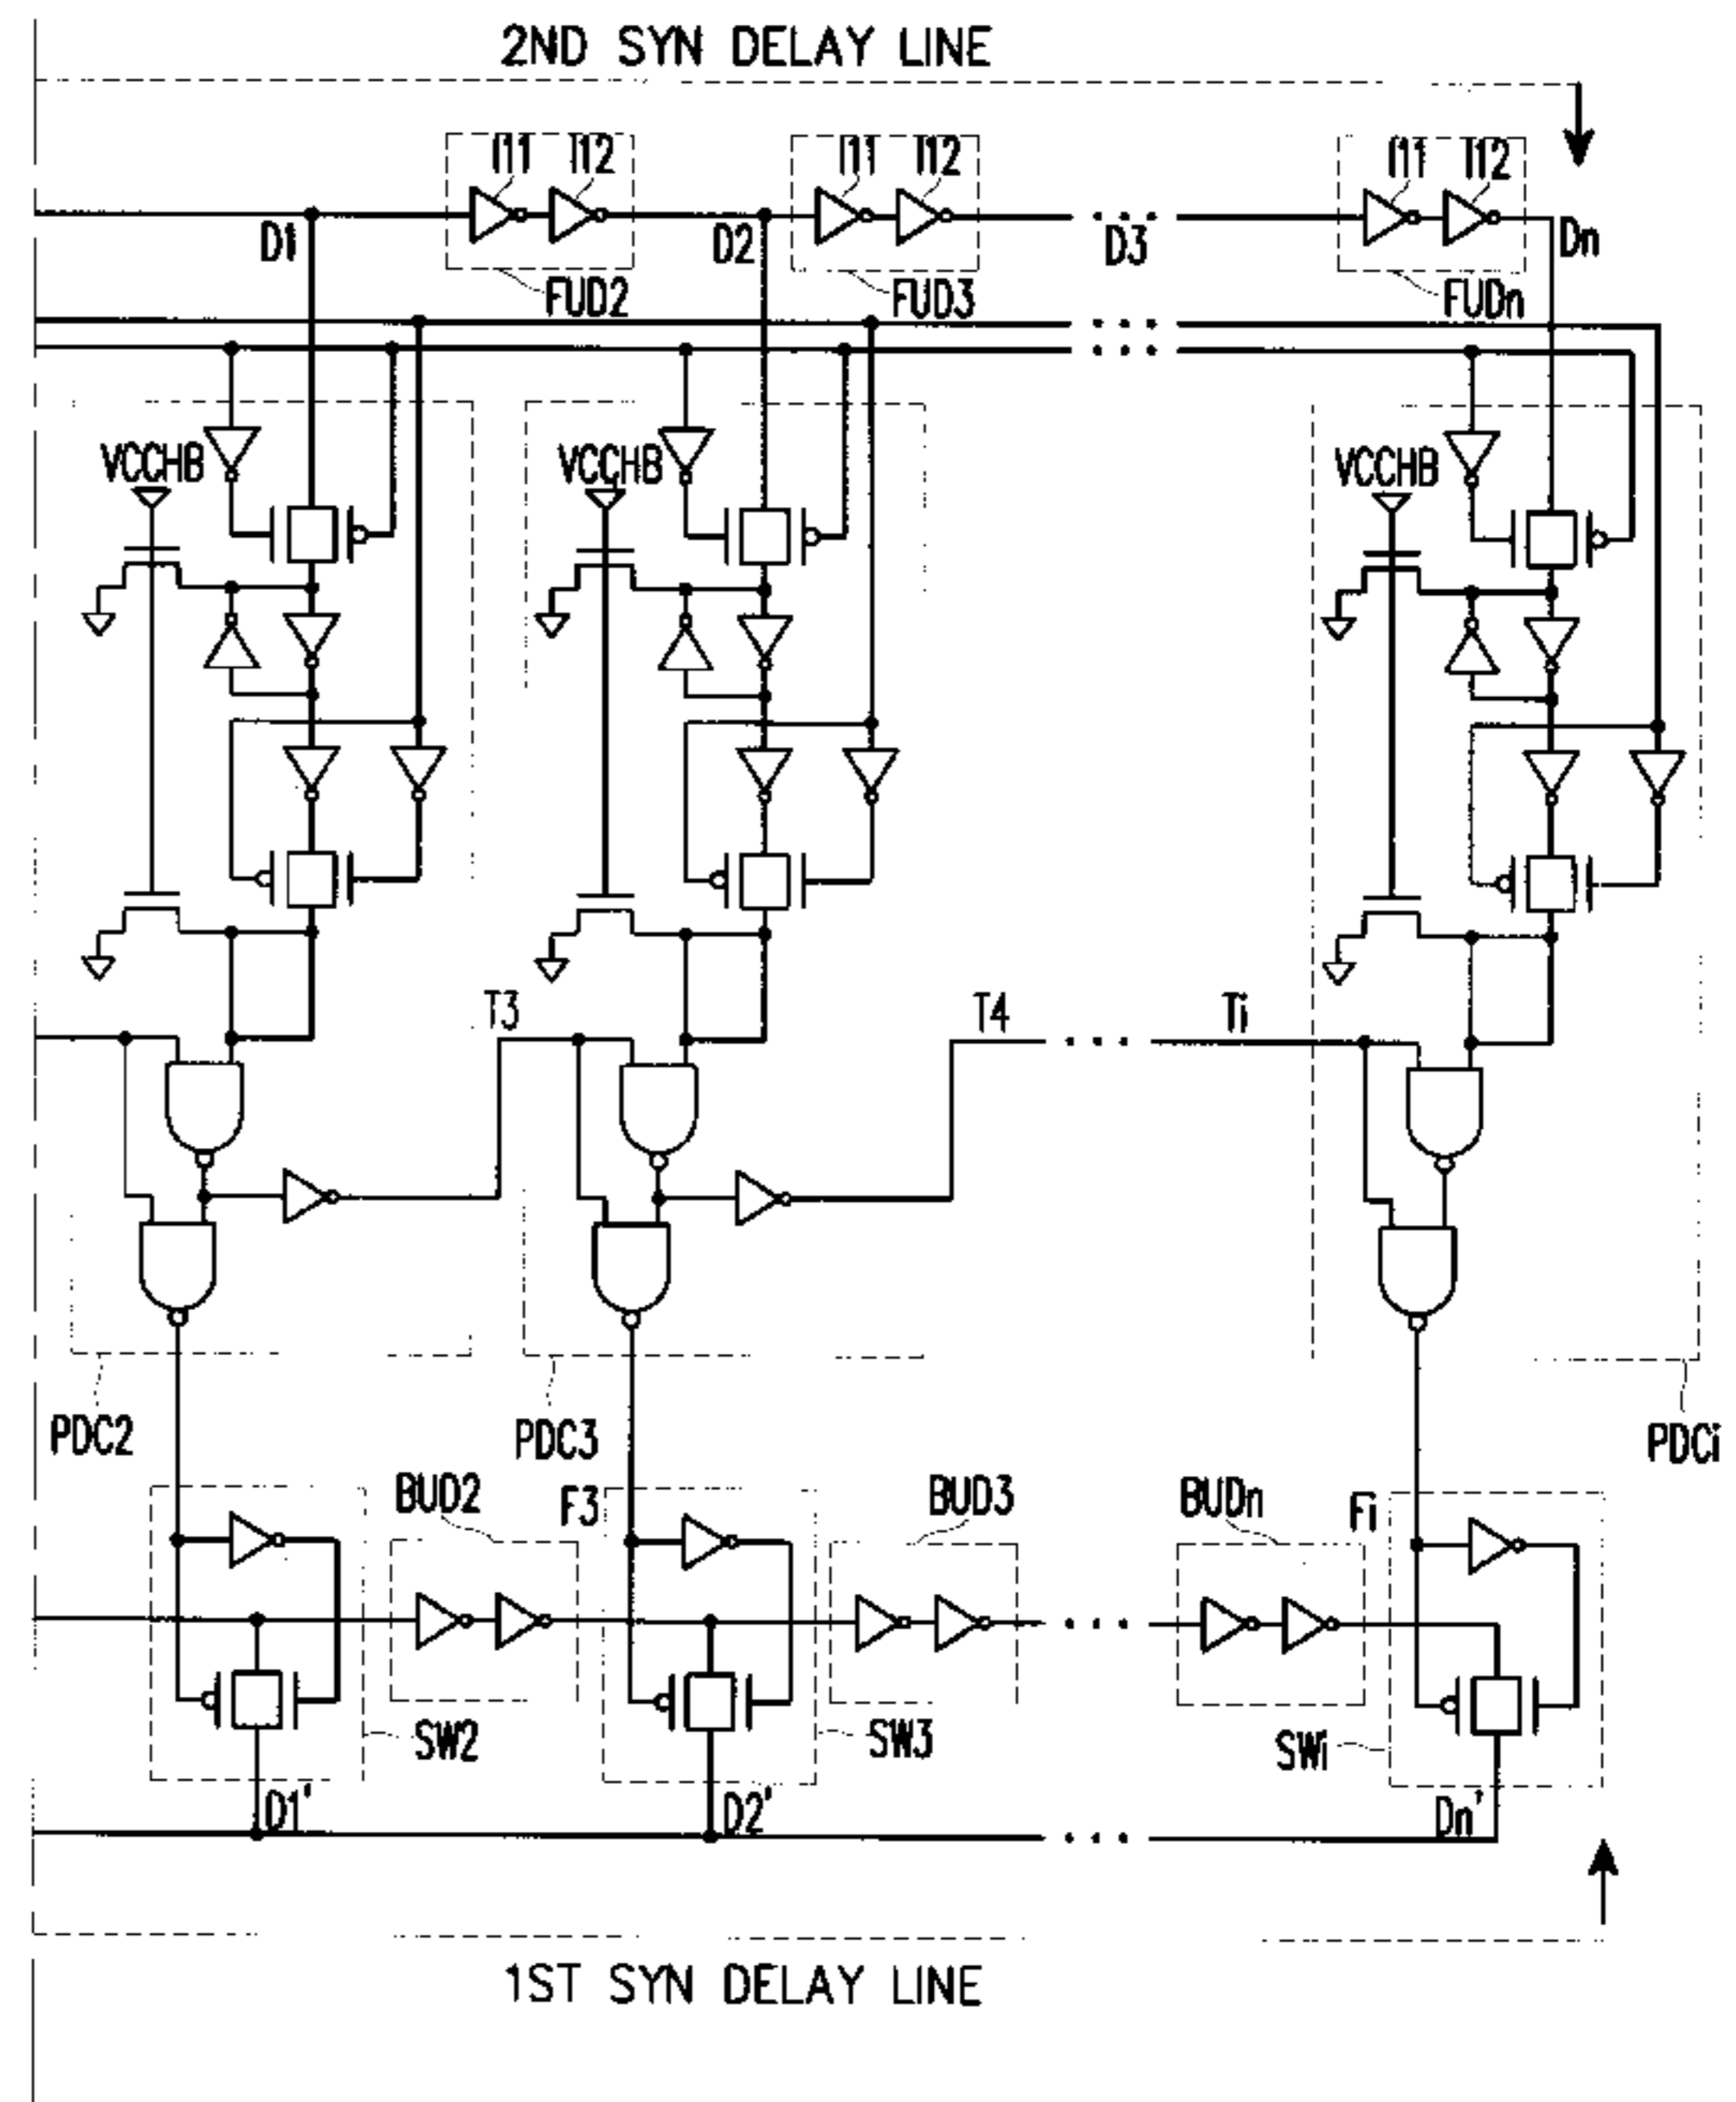 2ND SYN DELAY LINE
I11 I12 I11 I12 I11 I12
D1 D2 D3 Dn
FUD2 FUD3 FUDn
VCCHB VCCHB VCCHB
T3 T4 Ti
PDC2 PDC3 PDCi
BUD2 F3 BUD3 BUDn Fi
SW2 SW3 SWi
D1' D2' Dn'
1ST SYN DELAY LINE